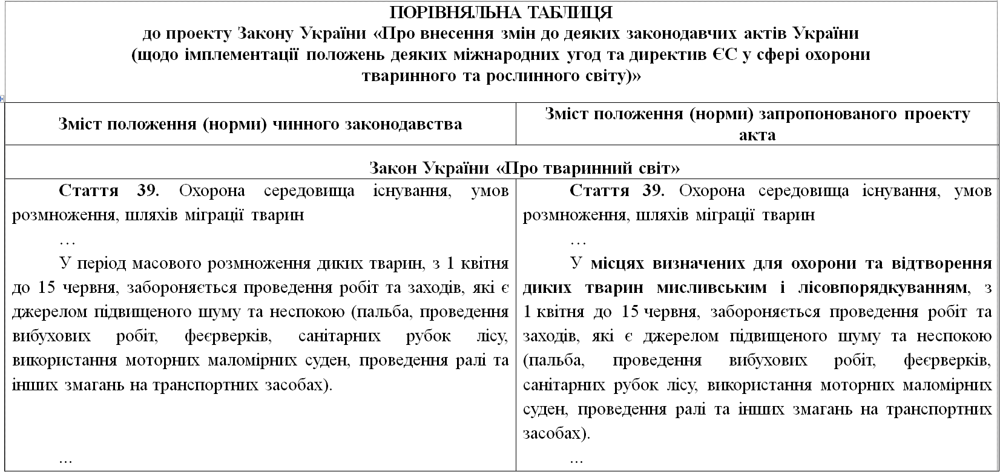 ПОРІВНЯЛЬНА ТАБЛИЦЯ
до проекту Закону України «Про внесення змін до деяких законодавчих актів України
(щодо імплементації положень деяких міжнародних угод та директив ЄС у сфері охорони
тваринного та рослинного світу)»
Зміст положення (норми) чинного законодавства
Зміст положення (норми) запропонованого проекту
акта
Закон України «Про тваринний світ»
Стаття 39. Охорона середовища існування, умов
розмноження, шляхів міграції тварин
…
У період масового розмноження диких тварин, з 1 квітня
до 15 червня, забороняється проведення робіт та заходів, які є
джерелом підвищеного шуму та неспокою (пальба, проведення
вибухових робіт, феєрверків, санітарних рубок лісу,
використання моторних маломірних суден, проведення ралі та
інших змагань на транспортних засобах).
...
Стаття 39. Охорона середовища існування, умов
розмноження, шляхів міграції тварин
…
У місцях визначених для охорони та відтворення
диких тварин мисливським і лісовпорядкуванням, з
1 квітня до 15 червня, забороняється проведення робіт та
заходів, які є джерелом підвищеного шуму та неспокою
(пальба, проведення вибухових робіт, феєрверків,
санітарних рубок лісу, використання моторних маломірних
суден, проведення ралі та інших змагань на транспортних
засобах).
...